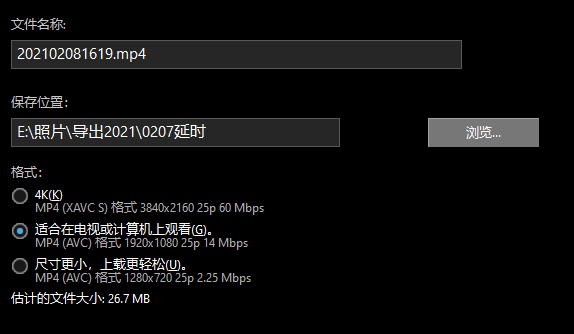 文件名称:
202102081619.mp4
保存位置:
E:\照片\导出2021\0207延时
浏览...
格式:
4K(K)
MP4 (XAVC S) 格式 3840x2160 25p 60 Mbps
适合在电视或计算机上观看(G)。
MP4 (AVC) 格式 1920x1080 25p 14 Mbps
尺寸更小，上载更轻松(U)。
MP4 (AVC) 格式 1280x720 25p 2.25 Mbps
估计的文件大小: 26.7 MB